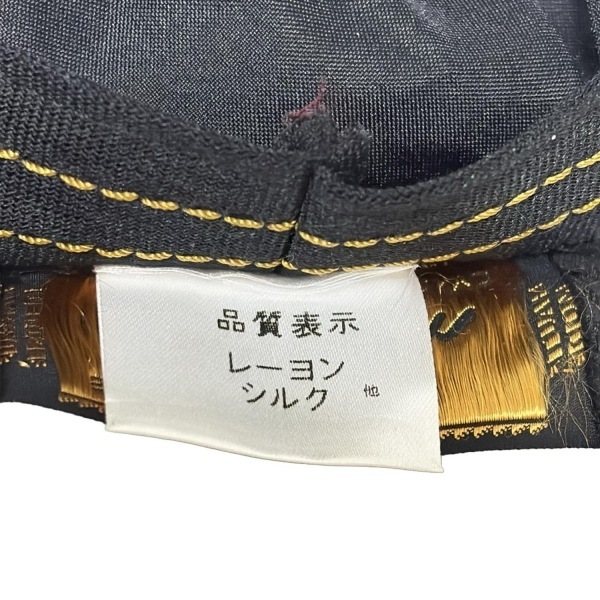 品質表示
レーヨン
シルク 他